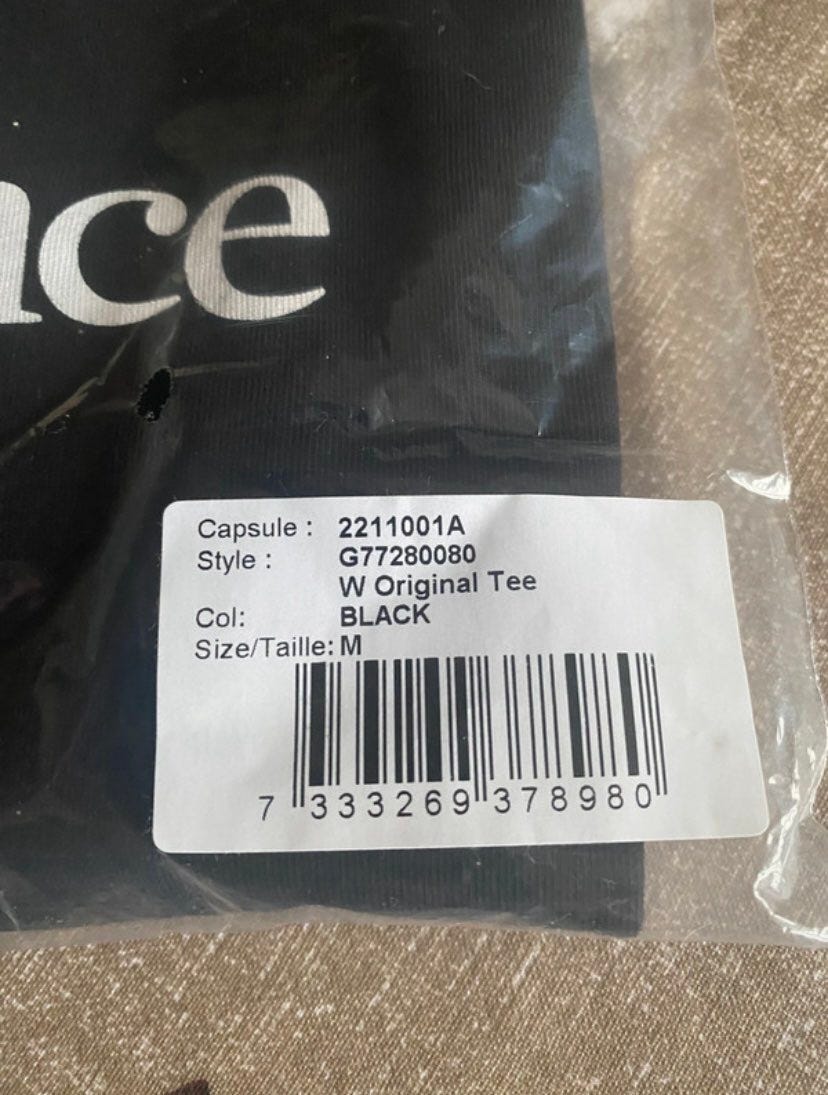 nce
Capsule : 2211001A
Style : G77280080
W Original Tee
Col: BLACK
Size/Taille: M
7 333269 378980